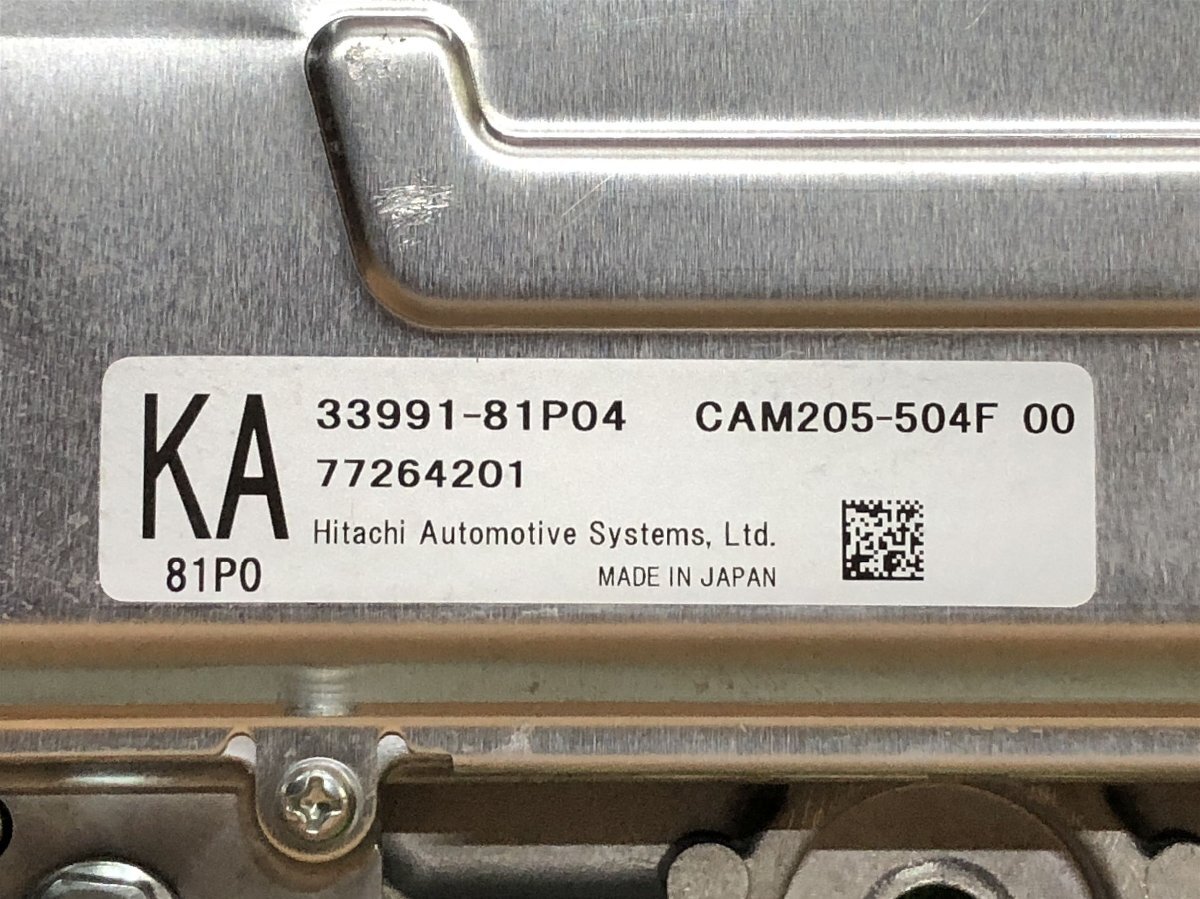 KA 33991-81P04 CAM205-504F 00
77264201
Hitachi Automotive Systems, Ltd.
81P0 MADE IN JAPAN